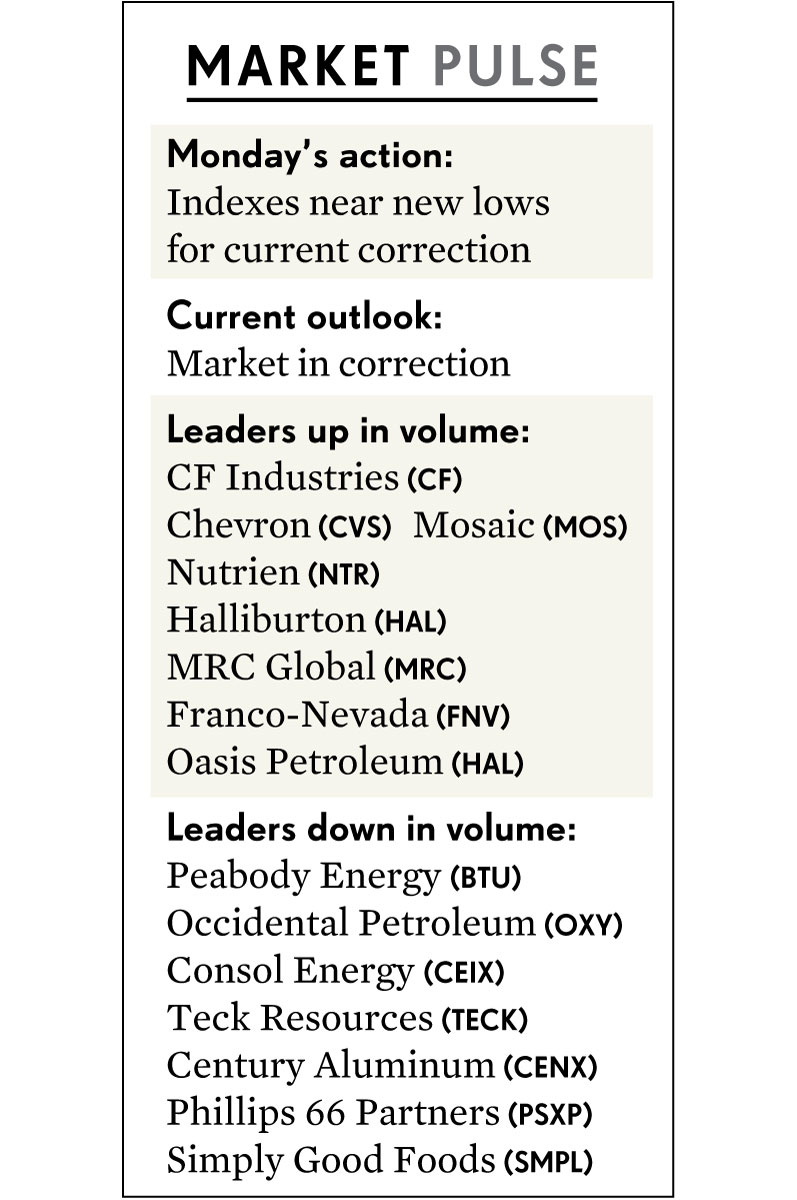 MARKET PULSE
Monday’s action:
Indexes near new lows
for current correction
Current outlook:
Market in correction
Leaders up in volume:
CF Industries (CF)
Chevron (CVS) Mosaic (MOS)
Nutrien (NTR)
Halliburton (HAL)
MRC Global (MRC)
Franco-Nevada (FNV)
Oasis Petroleum (HAL)
Leaders down in volume:
Peabody Energy (BTU)
Occidental Petroleum (OXY)
Consol Energy (CEIX)
Teck Resources (TECK)
Century Aluminum (CENX)
Phillips 66 Partners (PSXP)
Simply Good Foods (SMPL)